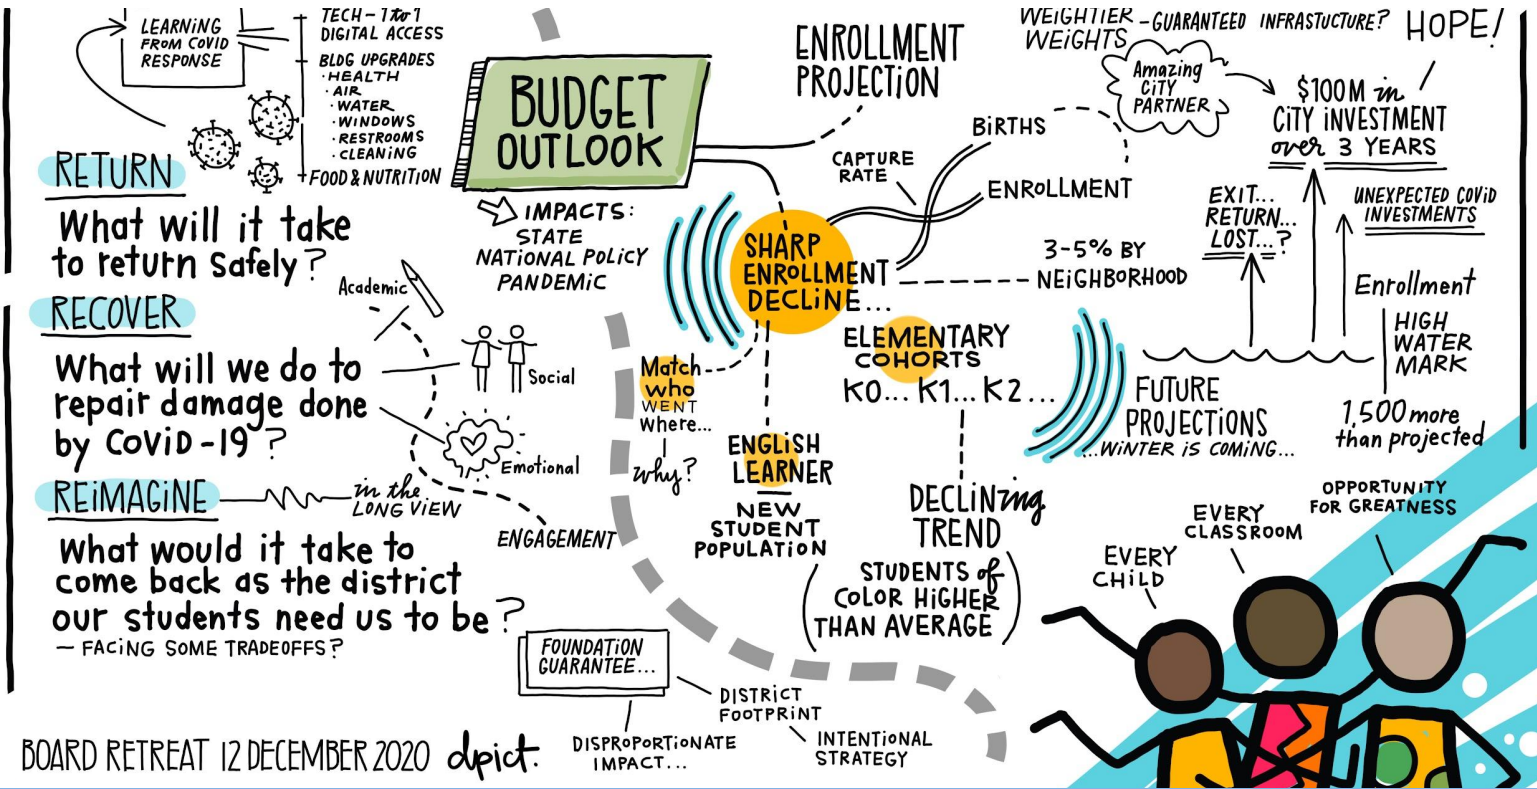 LEARNING
FROM COVID
RESPONSE
TECH - 1 to 1
DIGITAL ACCESS
BLDG UPGRADES
· HEALTH
· AIR
· WATER
· WINDOWS
· RESTROOMS
· CLEANING
FOOD & NUTRITION
RETURN
What will it take
to return safely?
RECOVER
What will we do to
repair damage done
by COVID-19?
Academic
Social
Emotional
ENGAGEMENT
REIMAGINE
in the
LONG VIEW
What would it take to
come back as the district
our students need us to be?
- FACING SOME TRADEOFFS?
BOARD RETREAT 12 DECEMBER 2020 dpict.
BUDGET
OUTLOOK
IMPACTS:
STATE
NATIONAL POLICY
PANDEMIC
ENROLLMENT
PROJECTION
SHARP
ENROLLMENT
DECLINE...
CAPTURE
RATE
BIRTHS
ENROLLMENT
3-5% BY
NEIGHBORHOOD
Match
who
WENT
where...
why?
ENGLISH
LEARNER
NEW
STUDENT
POPULATION
ELEMENTARY
COHORTS
K0... K1... K2...
DECLINing
TREND
(STUDENTS of
COLOR HIGHER
THAN AVERAGE)
FOUNDATION
GUARANTEE...
DISPROPORTIONATE
IMPACT...
DISTRICT
FOOTPRINT
INTENTIONAL
STRATEGY
WEIGHTIER
WEIGHTS
- GUARANTEED INFRASTUCTURE?
HOPE!
Amazing
CITY
PARTNER
$100M in
CITY INVESTMENT
over 3 YEARS
EXIT...
RETURN...
LOST...?
UNEXPECTED COVID
INVESTMENTS
Enrollment
HIGH
WATER
MARK
1,500 more
than projected
FUTURE
PROJECTIONS
...WINTER IS COMING...
EVERY
CHILD
EVERY
CLASSROOM
OPPORTUNITY
FOR GREATNESS